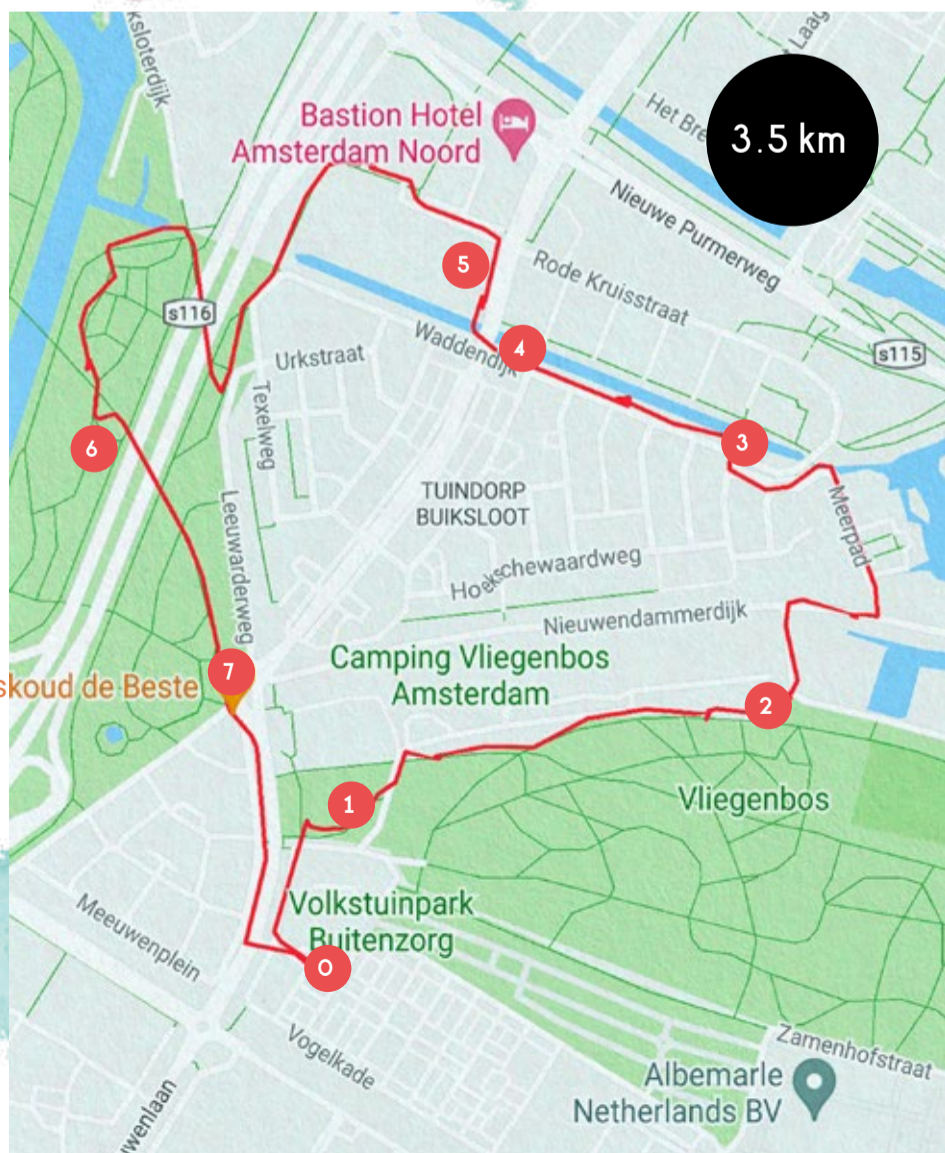 ksloterdijk
Laag
Bastion Hotel
Amsterdam Noord
Het Bre
3.5 km
Nieuwe Purmerweg
5
Rode Kruisstraat
s116
Waddendijk
4
s115
Urkstraat
Texelweg
3
6
TUINDORP
BUIKSLOOT
Meerpad
Leeuwarderweg
Hoekschewaardweg
Nieuwendammerdijk
7
Camping Vliegenbos
Amsterdam
skoud de Beste
2
1
Vliegenbos
Volkstuinpark
Buitenzorg
Meeuwenplein
0
Vogelkade
Zamenhofstraat
Albemarle
Netherlands BV
uwenlaan